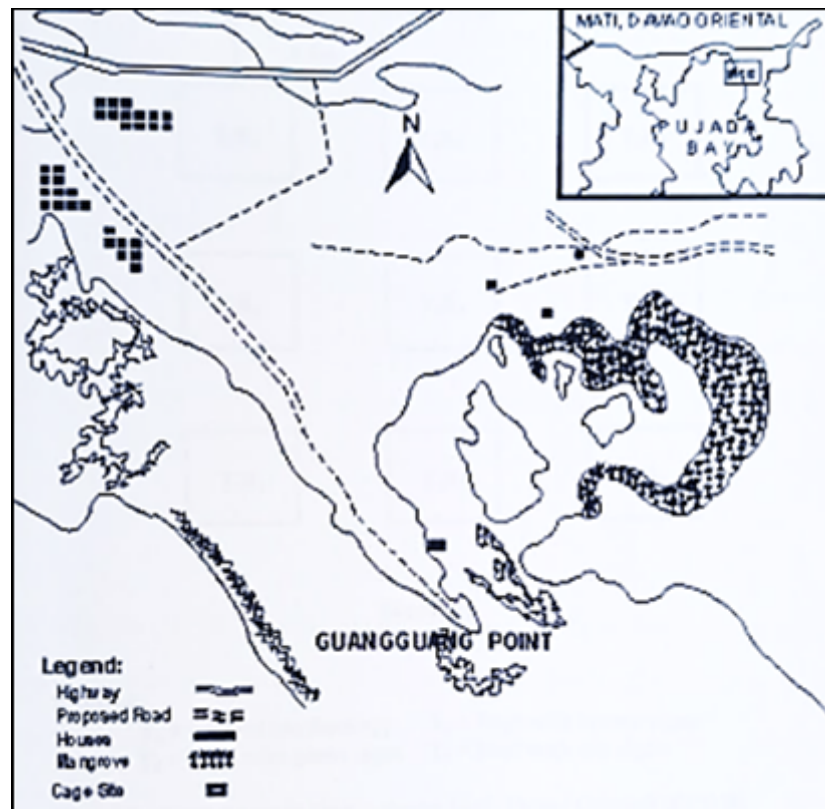 MATI, DAVAO ORIENTAL
PUJADA
BAY
N
GUANGGUANG POINT
Legend:
Highway
Proposed Road
Houses
Mangrove
Cage Site